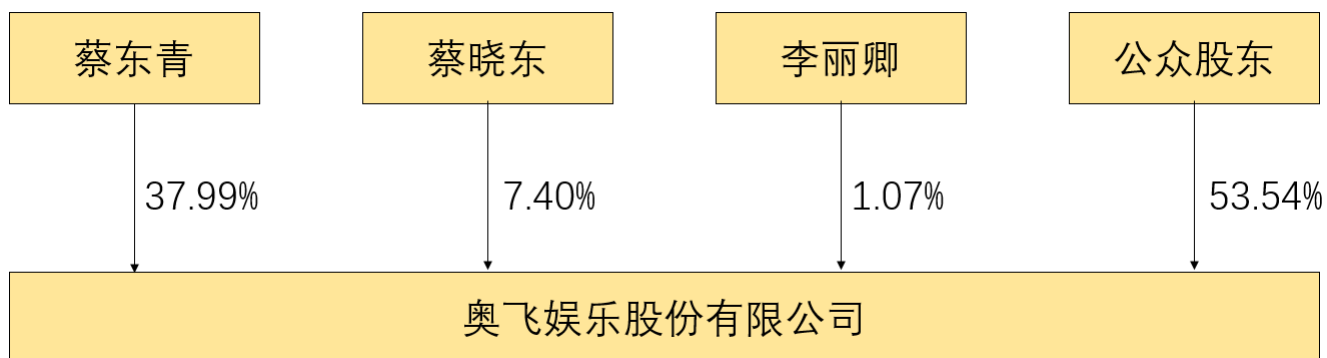 蔡东青
蔡晓东
李丽卿
公众股东
37.99%
7.40%
1.07%
53.54%
奥飞娱乐股份有限公司